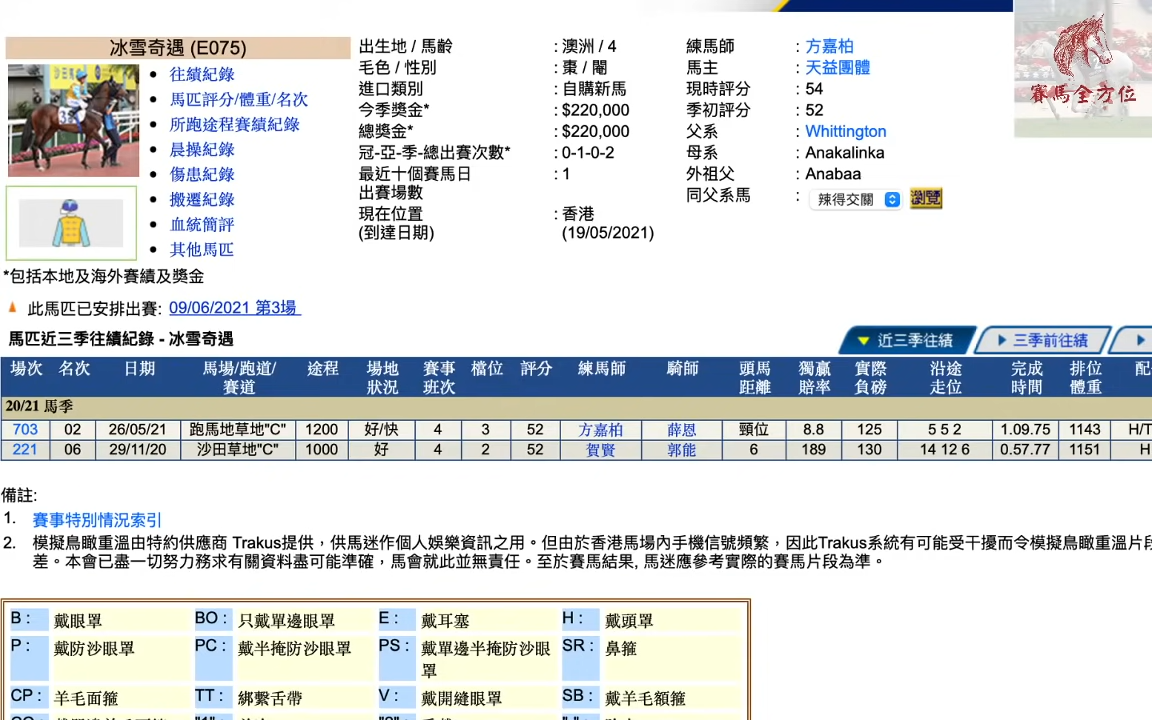 冰雪奇遇 (E075)
往績紀錄
馬匹評分/體重/名次
所跑途程賽績紀錄
晨操紀錄
傷患紀錄
搬遷紀錄
血統簡評
其他馬匹
出生地 / 馬齡 : 澳洲 / 4
毛色 / 性別 : 棗 / 閹
進口類別 : 自購新馬
今季獎金* : $220,000
總獎金* : $220,000
冠-亞-季-總出賽次數* : 0-1-0-2
最近十個賽馬日 : 1
出賽場數
現在位置 : 香港
(到達日期) (19/05/2021)
練馬師 : 方嘉柏
馬主 : 天益團體
現時評分 : 54
季初評分 : 52
父系 : Whittington
母系 : Anakalinka
外祖父 : Anabaa
同父系馬 : 辣得交關 瀏覽
賽馬全方位
*包括本地及海外賽績及獎金
此馬匹已安排出賽: 09/06/2021 第3場
馬匹近三季往績紀錄 - 冰雪奇遇
近三季往績 三季前往績
場次 名次 日期 馬場/跑道/ 途程 場地 賽事 檔位 評分 練馬師 騎師 頭馬 獨贏 實際 沿途 完成 排位
賽道 狀況 班次 距離 賠率 負磅 走位 時間 體重
20/21 馬季
703 02 26/05/21 跑馬地草地"C" 1200 好/快 4 3 52 方嘉柏 薛恩 頸位 8.8 125 5 5 2 1.09.75 1143 H/T
221 06 29/11/20 沙田草地"C" 1000 好 4 2 52 賀賢 郭能 6 189 130 14 12 6 0.57.77 1151 H
備註:
1. 賽事特別情況索引
2. 模擬鳥瞰重溫由特約供應商 Trakus提供，供馬迷作個人娛樂資訊之用。但由於香港馬場內手機信號頻繁，因此Trakus系統有可能受干擾而令模擬鳥瞰重溫片
差。本會已盡一切努力務求有關資料盡可能準確，馬會就此並無責任。至於賽馬結果, 馬迷應參考實際的賽馬片段為準。
B : 戴眼罩 BO : 只戴單邊眼罩 E : 戴耳塞 H : 戴頭罩
P : 戴防沙眼罩 PC : 戴半掩防沙眼罩 PS : 戴單邊半掩防沙眼 SR : 鼻箍
罩
CP : 羊毛面箍 TT : 綁繫舌帶 V : 戴開縫眼罩 SB : 戴羊毛額箍